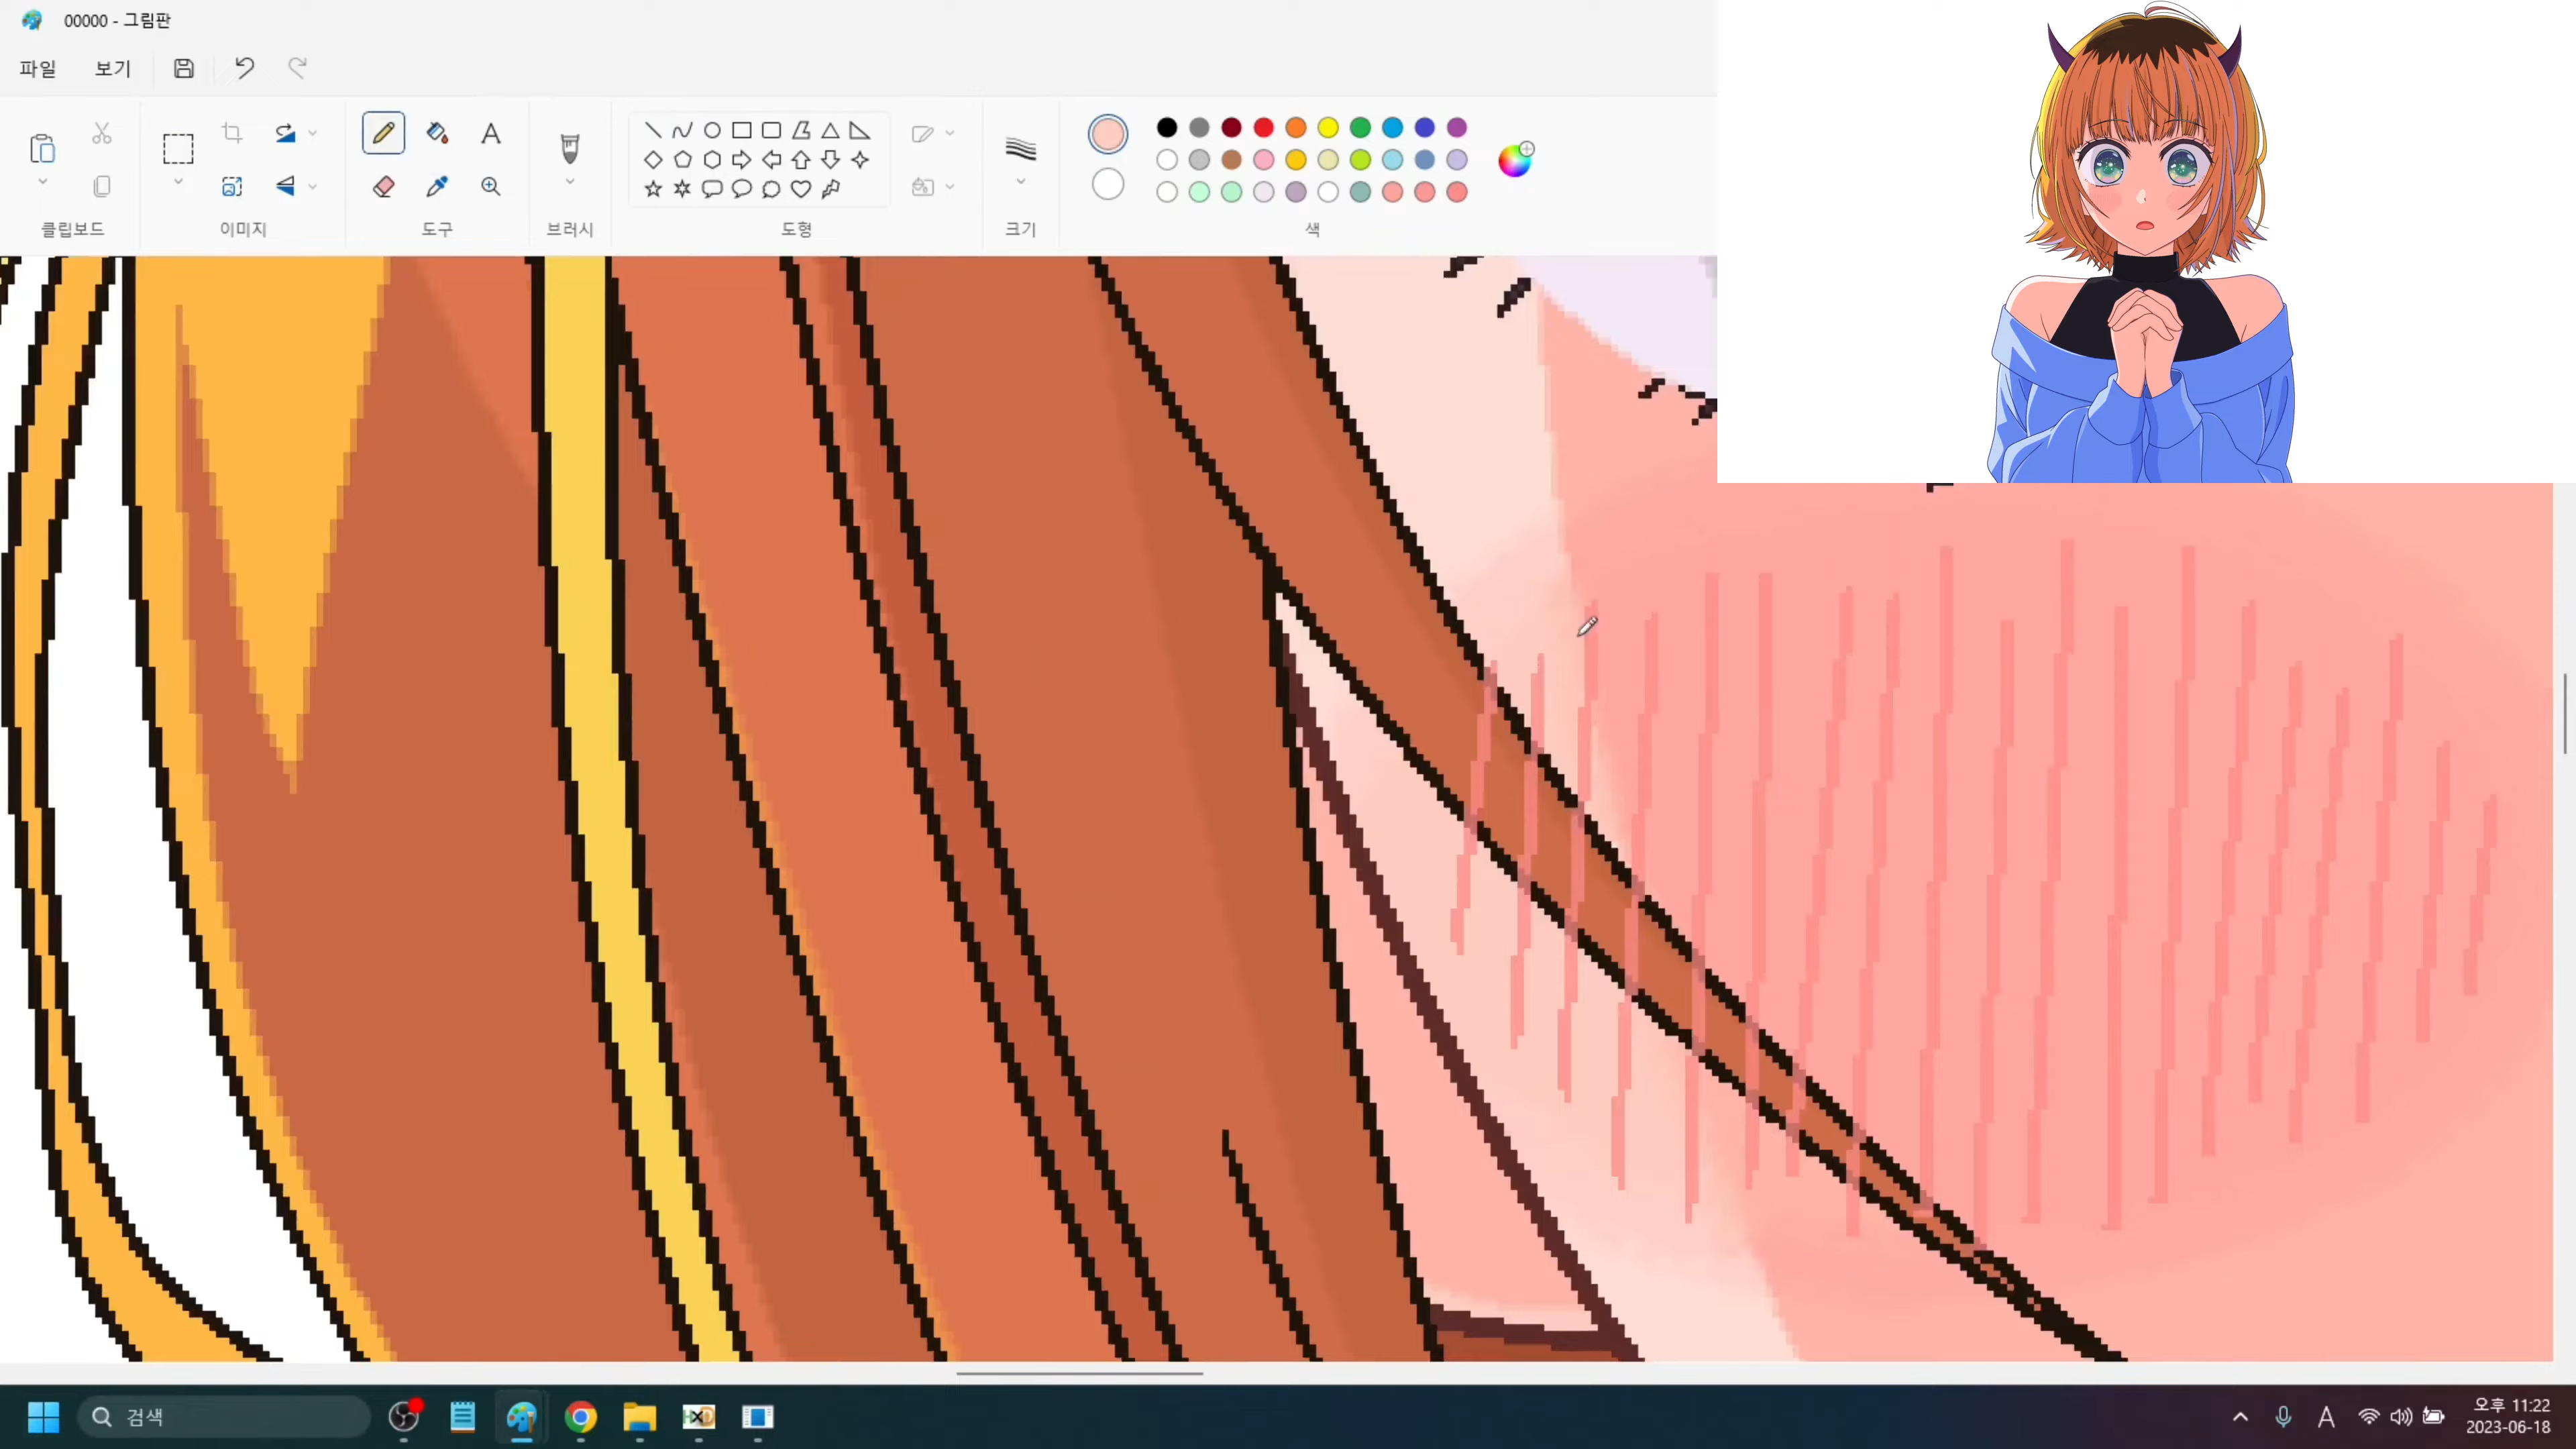 00000 - 그림판
파일 보기
A
클립보드 이미지 도구 브러시 도형 크기 색
검색
HXD
A
오후 11:22
2023-06-18